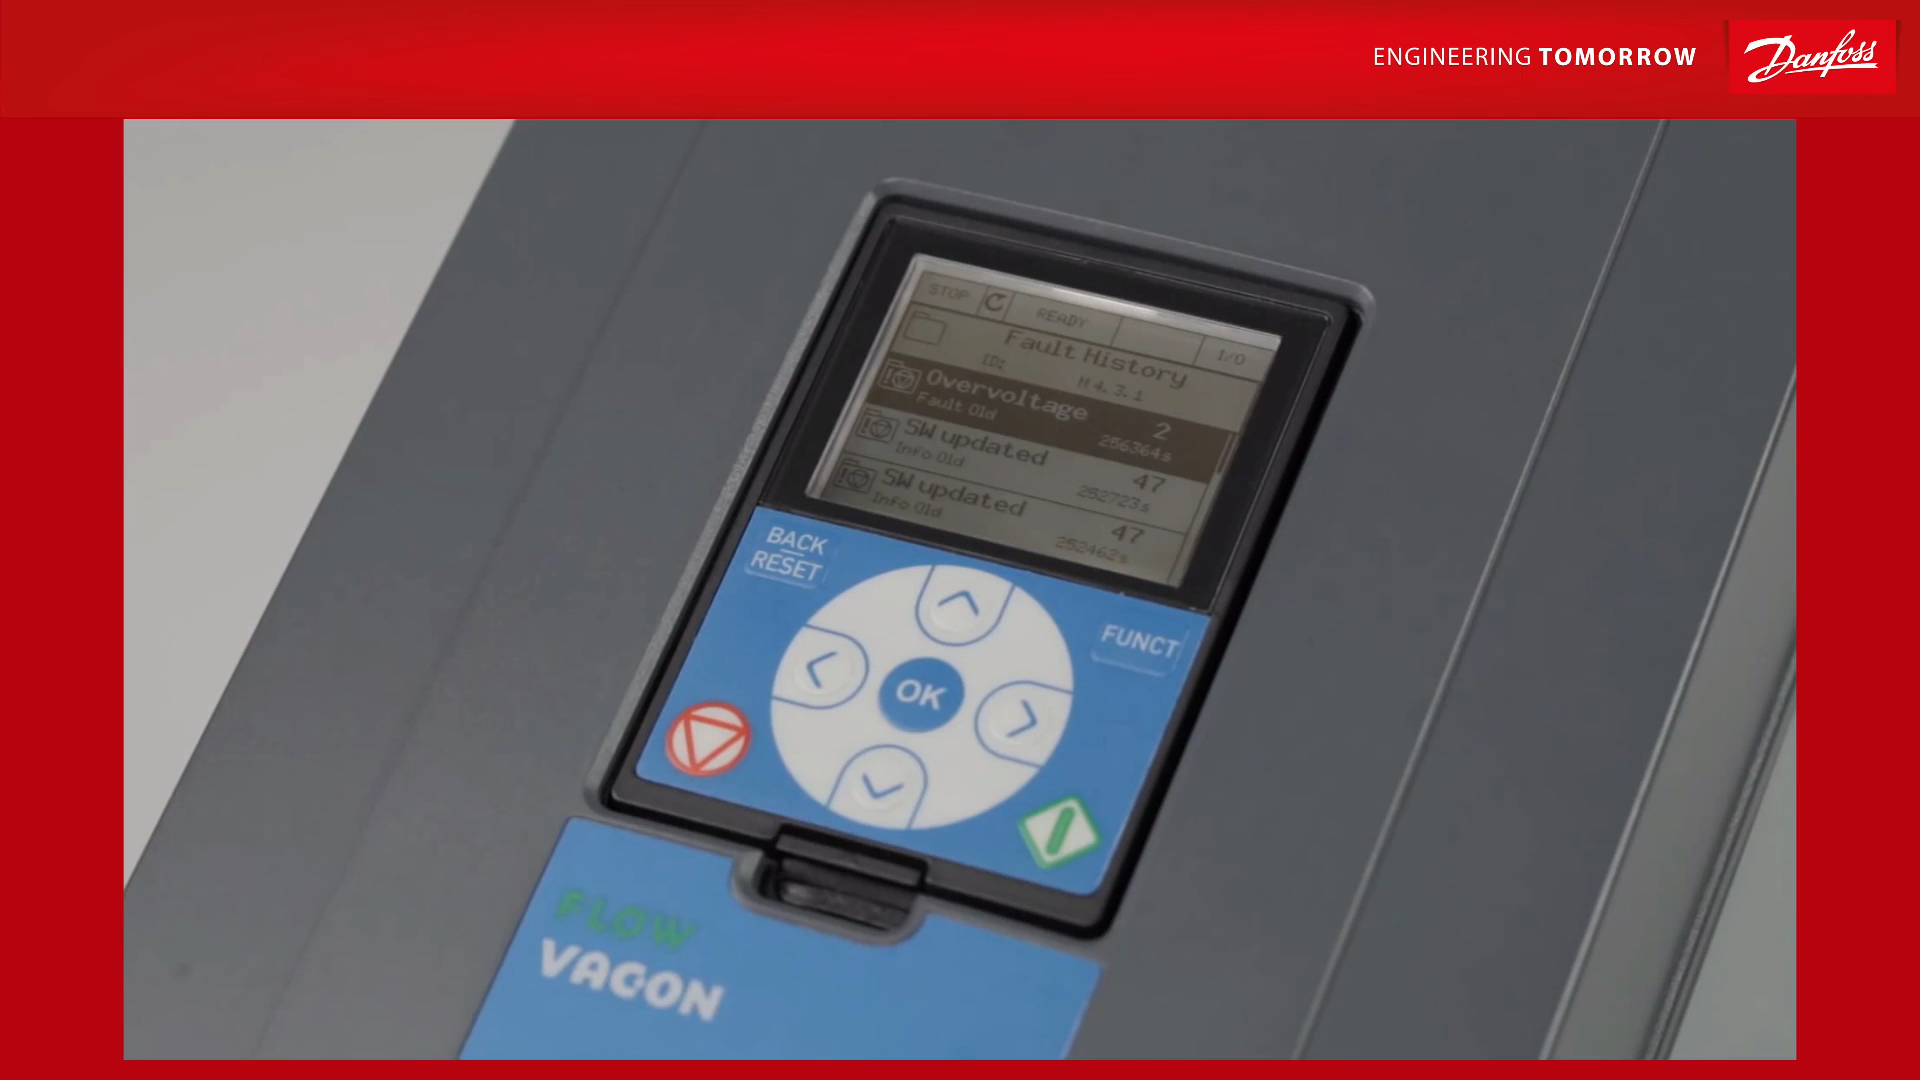 ENGINEERING TOMORROW
Danfoss
STOP READY I/O
Fault History
ID: M4.3.1
Overvoltage 2
Fault Old 256364s
SW updated 47
Info Old 252723s
SW updated 47
Info Old 252462s
BACK
RESET
FUNCT
OK
FLOW
VACON